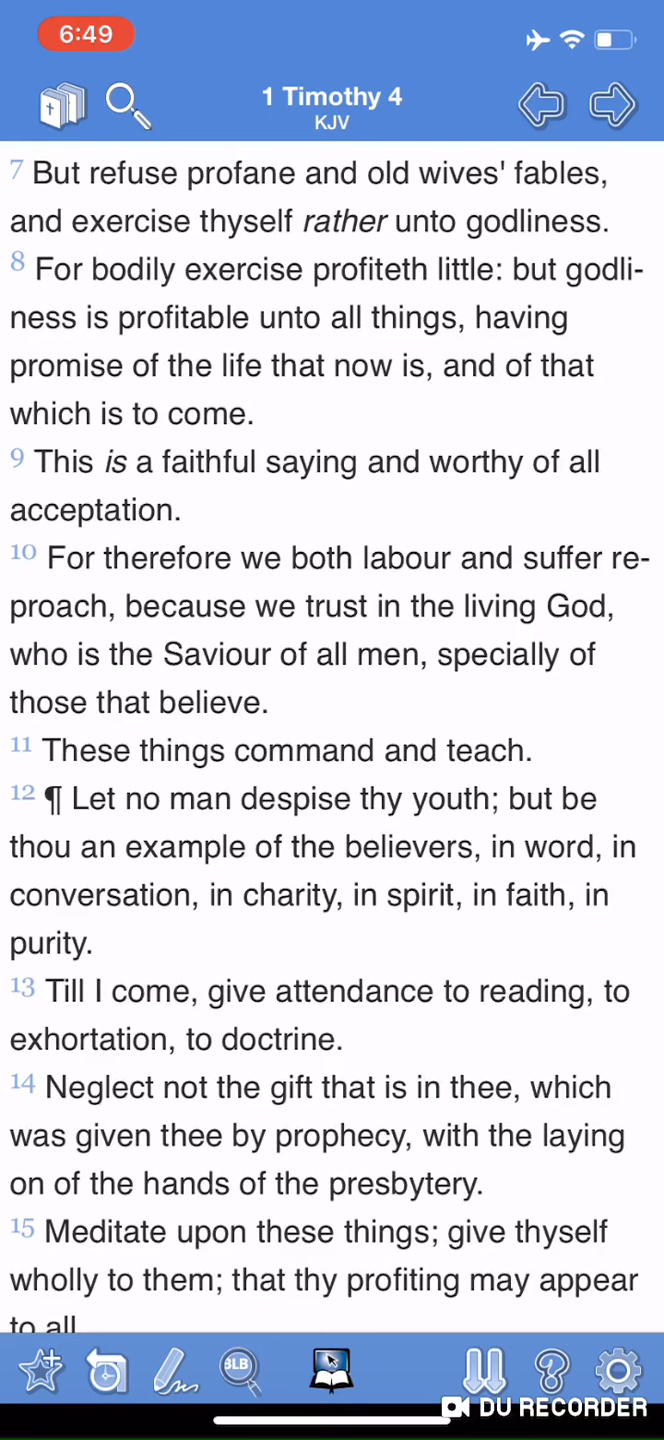 6:49
1 Timothy 4
KJV
7 But refuse profane and old wives' fables,
and exercise thyself rather unto godliness.
8 For bodily exercise profiteth little: but godli-
ness is profitable unto all things, having
promise of the life that now is, and of that
which is to come.
9 This is a faithful saying and worthy of all
acceptation.
10 For therefore we both labour and suffer re-
proach, because we trust in the living God,
who is the Saviour of all men, specially of
those that believe.
11 These things command and teach.
12 ¶ Let no man despise thy youth; but be
thou an example of the believers, in word, in
conversation, in charity, in spirit, in faith, in
purity.
13 Till I come, give attendance to reading, to
exhortation, to doctrine.
14 Neglect not the gift that is in thee, which
was given thee by prophecy, with the laying
on of the hands of the presbytery.
15 Meditate upon these things; give thyself
wholly to them; that thy profiting may appear
to all
BLB
DU RECORDER